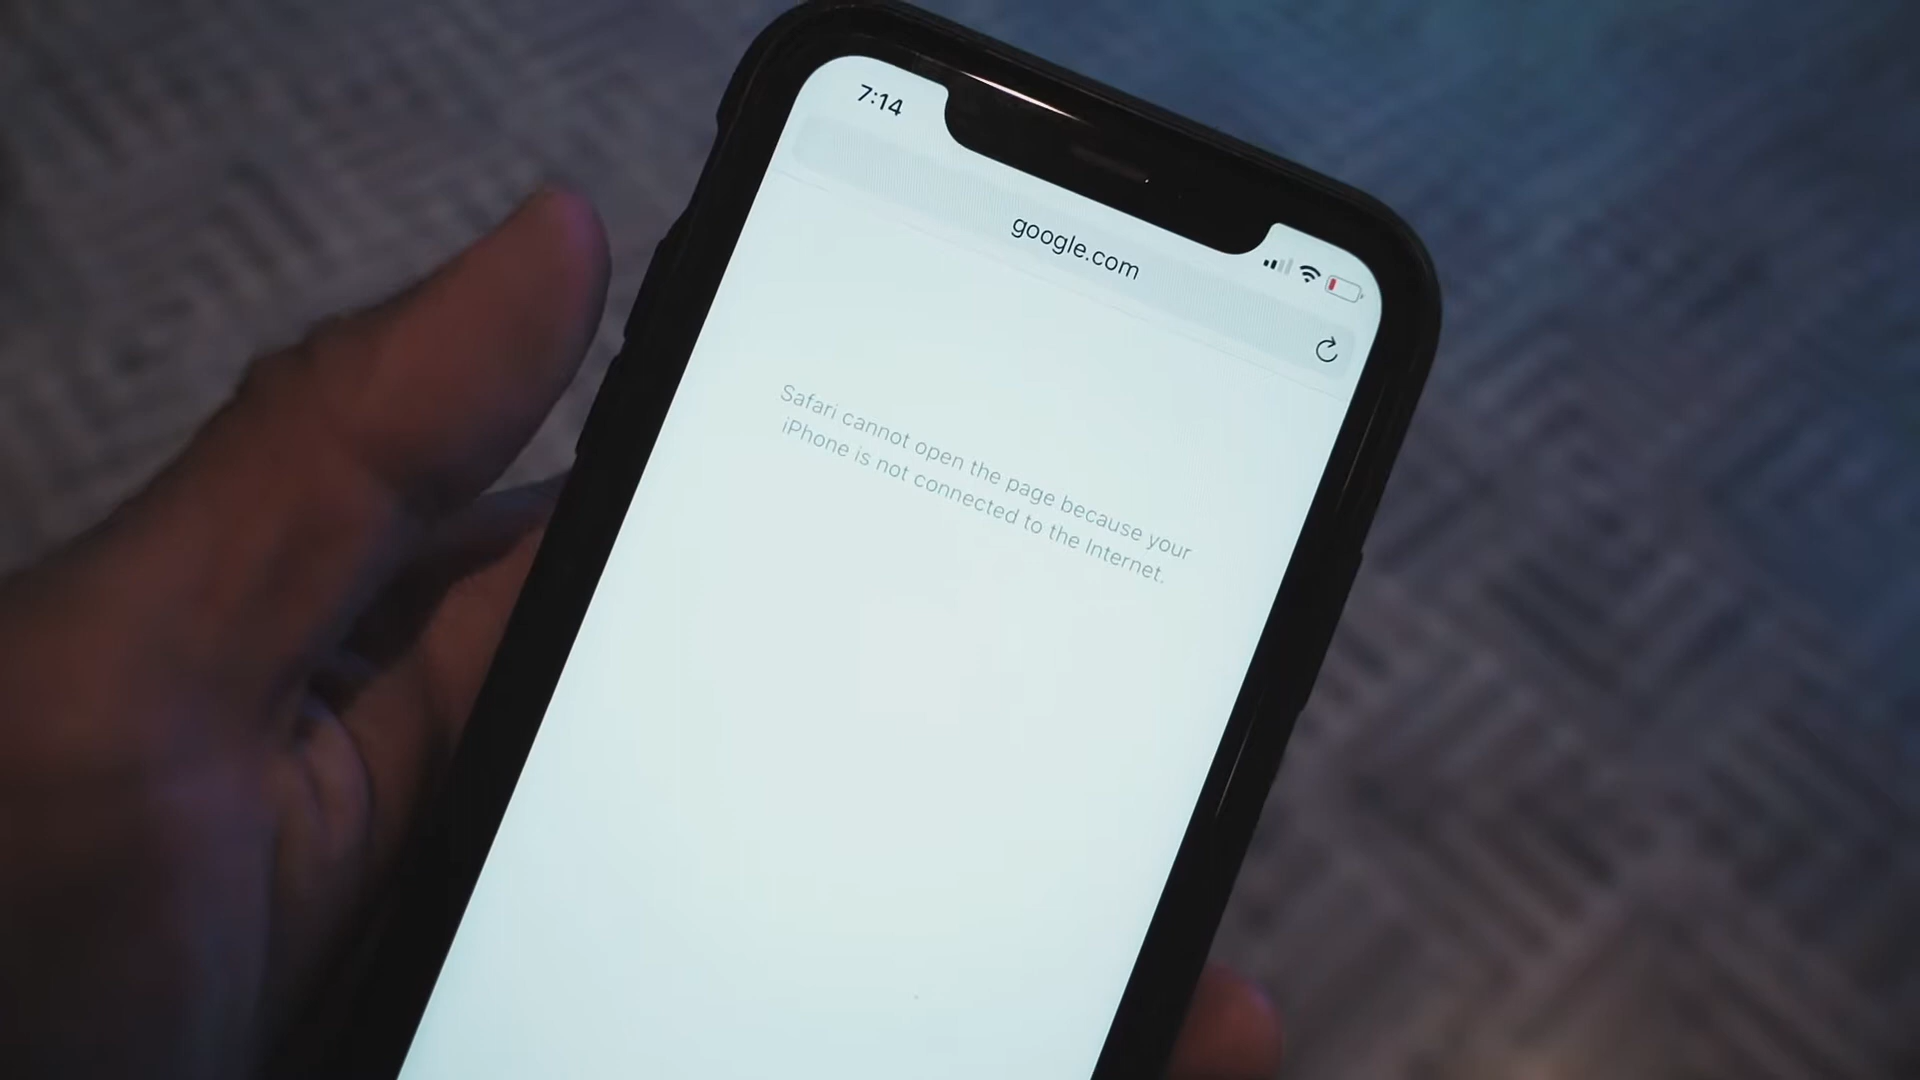 7:14
google.com
Safari cannot open the page because your
iPhone is not connected to the Internet.